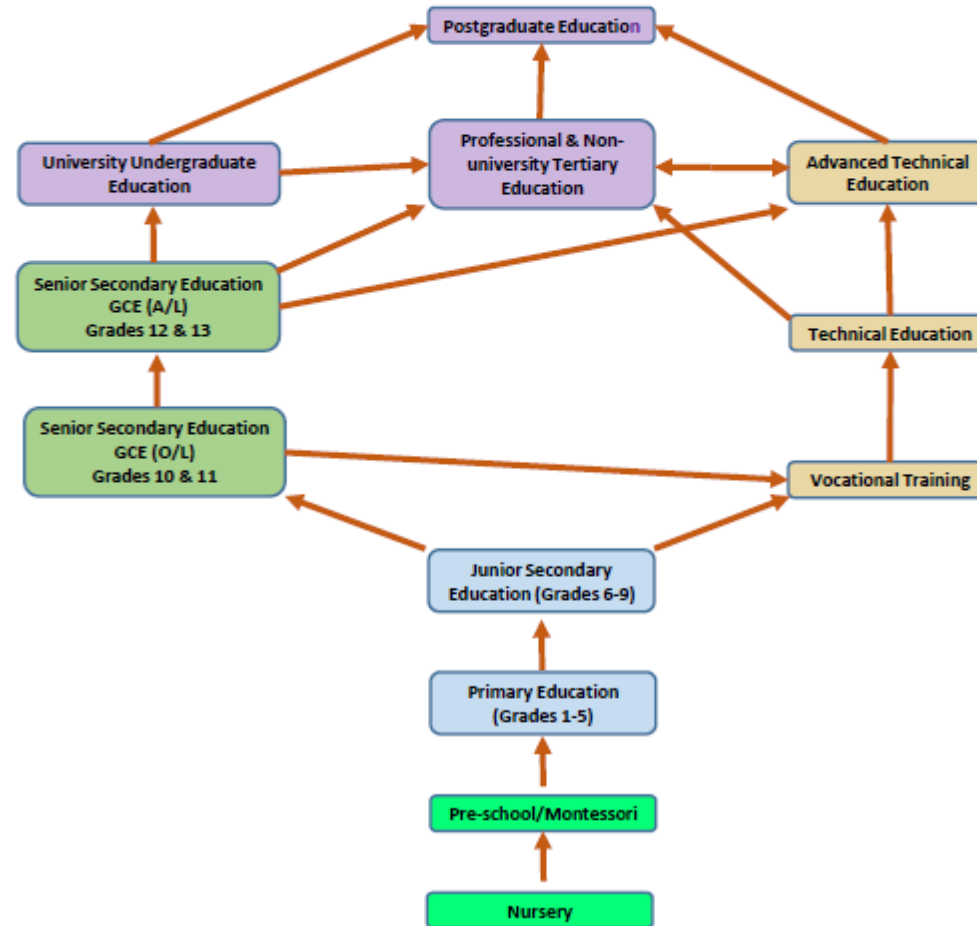 Postgraduate Education
University Undergraduate
Education
Professional & Non-
university Tertiary
Education
Advanced Technical
Education
Senior Secondary Education
GCE (A/L)
Grades 12 & 13
Technical Education
Senior Secondary Education
GCE (O/L)
Grades 10 & 11
Vocational Training
Junior Secondary
Education (Grades 6-9)
Primary Education
(Grades 1-5)
Pre-school/Montessori
Nursery